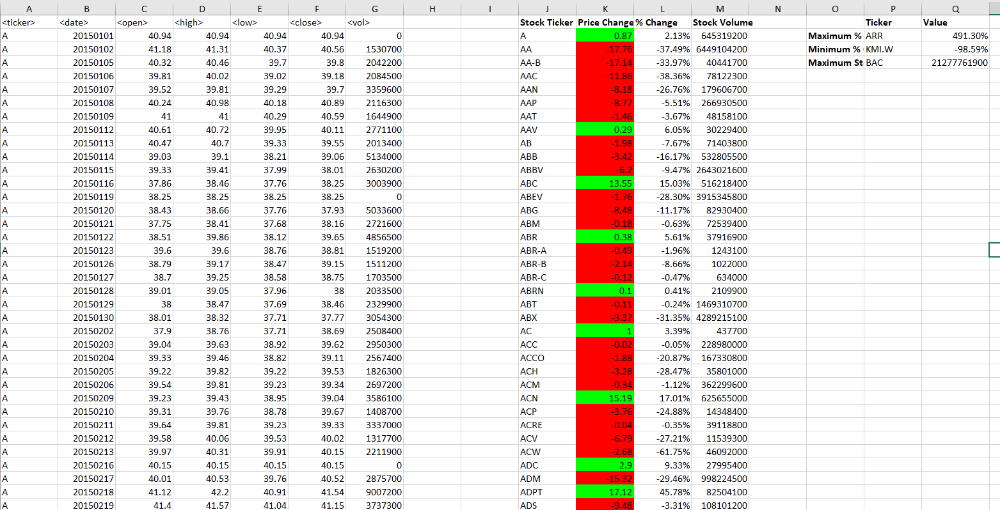 A B C D E F G H I J K L M N O P Q
<ticker> <date> <open> <high> <low> <close> <vol> Stock Ticker Price Change % Change Stock Volume Ticker Value
A 20150101 40.94 40.94 40.94 40.94 0 A 0.87 2.13% 645319200 Maximum % ARR 491.30%
A 20150102 41.18 41.31 40.37 40.56 1530700 AA -17.76 -37.49% 6449104200 Minimum % KMI.W -98.59%
A 20150105 40.32 40.46 39.7 39.8 2042200 AA-B -17.14 -33.97% 40441700 Maximum St BAC 21277761900
A 20150106 39.81 40.02 39.02 39.18 2084500 AAC -11.86 -38.36% 78122300
A 20150107 39.52 39.81 39.29 39.7 3359600 AAN -8.18 -26.76% 179606700
A 20150108 40.24 40.98 40.18 40.89 2116300 AAP -8.77 -5.51% 266930500
A 20150109 41 41 40.29 40.59 1644900 AAT -1.46 -3.67% 48158100
A 20150112 40.61 40.72 39.95 40.11 2771100 AAV 0.29 6.05% 30229400
A 20150113 40.47 40.7 39.33 39.55 2013400 AB -1.98 -7.67% 71403800
A 20150114 39.03 39.1 38.21 39.06 5134000 ABB -3.42 -16.17% 532805500
A 20150115 39.33 39.41 37.99 38.01 2630200 ABBV -6.2 -9.47% 2643021600
A 20150116 37.86 38.46 37.76 38.25 3003900 ABC 13.55 15.03% 516218400
A 20150119 38.25 38.25 38.25 38.25 0 ABEV -1.76 -28.30% 3915345800
A 20150120 38.43 38.66 37.76 37.93 5033600 ABG -8.48 -11.17% 82930400
A 20150121 37.75 38.41 37.68 38.16 2721600 ABM -0.18 -0.63% 72539400
A 20150122 38.51 39.86 38.12 39.65 4856500 ABR 0.38 5.61% 37916900
A 20150123 39.6 39.6 38.76 38.81 1519200 ABR-A -0.49 -1.96% 1243100
A 20150126 38.79 39.17 38.47 39.15 1511200 ABR-B -2.14 -8.66% 1022000
A 20150127 38.7 39.25 38.58 38.75 1703500 ABR-C -0.12 -0.47% 634000
A 20150128 39.01 39.05 37.96 38 2033500 ABRN 0.1 0.41% 2109900
A 20150129 38 38.47 37.69 38.46 2329900 ABT -0.11 -0.24% 1469310700
A 20150130 38.01 38.32 37.71 37.77 3054300 ABX -3.37 -31.35% 4289215100
A 20150202 37.9 38.76 37.71 38.69 2508400 AC 1 3.39% 437700
A 20150203 39.04 39.63 38.92 39.62 2950300 ACC -0.02 -0.05% 228980000
A 20150204 39.33 39.46 38.82 39.11 2567400 ACCO -1.88 -20.87% 167330800
A 20150205 39.22 39.82 39.22 39.53 1826300 ACH -3.28 -28.47% 35801000
A 20150206 39.54 39.81 39.23 39.34 2697200 ACM -0.34 -1.12% 362299600
A 20150209 39.23 39.43 38.95 39.04 3586100 ACN 15.19 17.01% 625655000
A 20150210 39.31 39.76 38.78 39.67 1408700 ACP -3.76 -24.88% 14348400
A 20150211 39.64 39.81 39.23 39.33 3337000 ACRE -0.04 -0.35% 39118800
A 20150212 39.58 40.06 39.53 40.02 1317700 ACV -6.79 -27.21% 11539300
A 20150213 39.97 40.31 39.91 40.15 2211900 ACW -2.68 -61.75% 46092000
A 20150216 40.15 40.15 40.15 40.15 0 ADC 2.9 9.33% 27995400
A 20150217 40.01 40.53 39.76 40.52 2875700 ADM -15.32 -29.46% 998224500
A 20150218 41.12 42.2 40.91 41.54 9007200 ADPT 17.12 45.78% 82504100
A 20150219 41.4 41.57 41.04 41.15 3737300 ADS -9.48 -3.31% 108101200